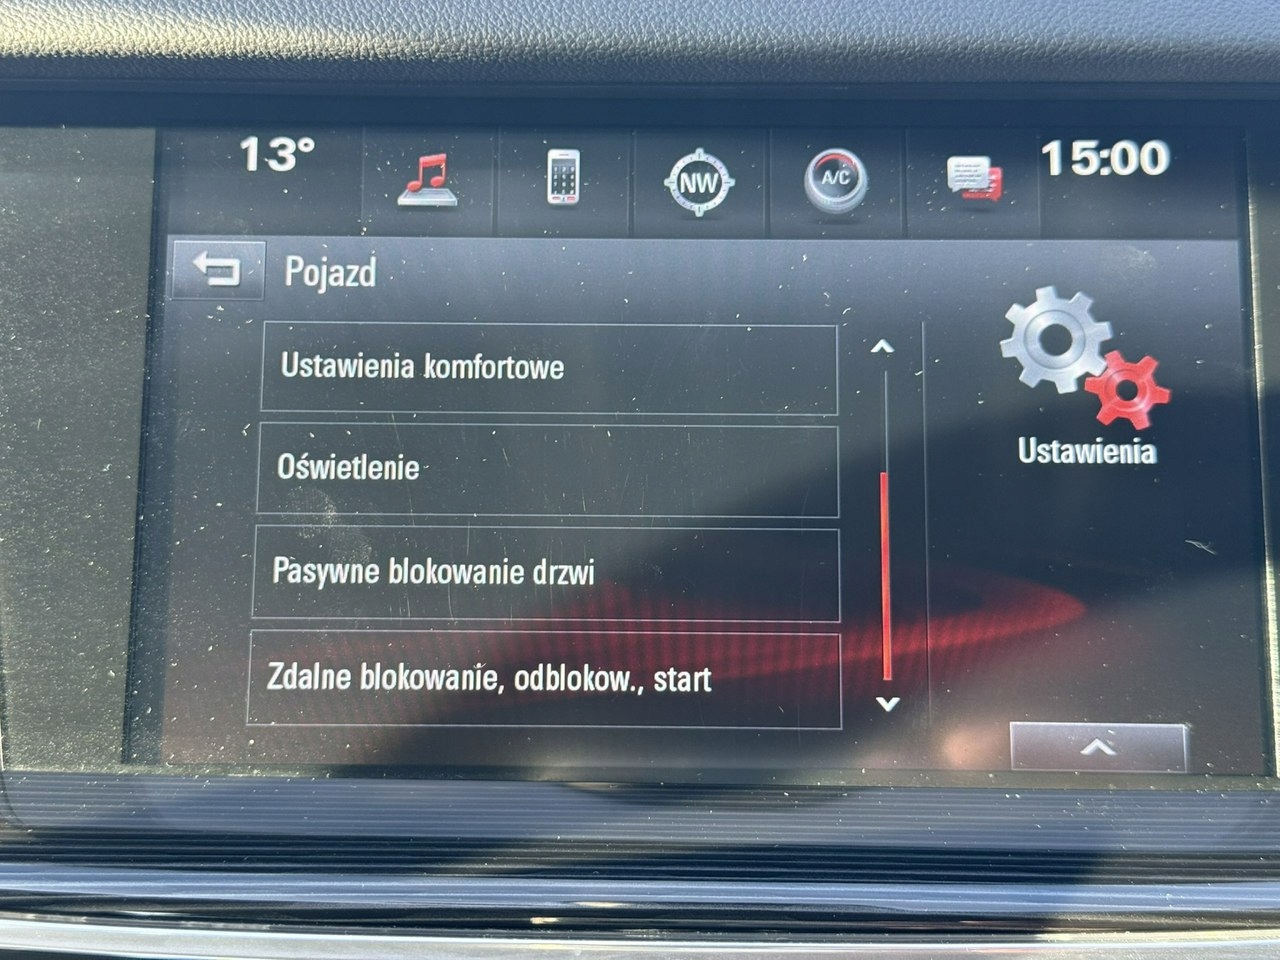 13° NW A/C 15:00
Pojazd
Ustawienia komfortowe
Oświetlenie
Pasywne blokowanie drzwi
Zdalne blokowanie, odblokow., start
Ustawienia